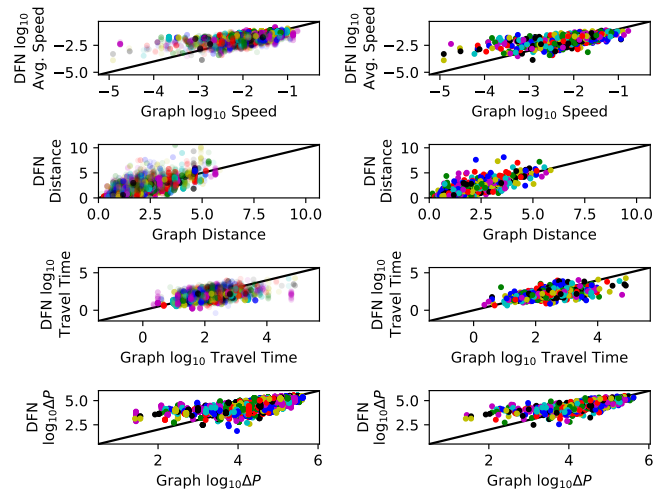 DFN log10
Avg. Speed
−2.5
−5.0
−5 −4 −3 −2 −1
Graph log10 Speed
DFN log10
Avg. Speed
−2.5
−5.0
−5 −4 −3 −2 −1
Graph log10 Speed
DFN
Distance
10
5
0
0.0 2.5 5.0 7.5 10.0
Graph Distance
DFN
Distance
10
5
0
0.0 2.5 5.0 7.5 10.0
Graph Distance
DFN log10
Travel Time
5
0
0 2 4
Graph log10 Travel Time
DFN log10
Travel Time
5
0
0 2 4
Graph log10 Travel Time
DFN
log10ΔP
5.0
2.5
2 3 4 5 6
Graph log10ΔP
DFN
log10ΔP
5.0
2.5
2 4 6
Graph log10ΔP